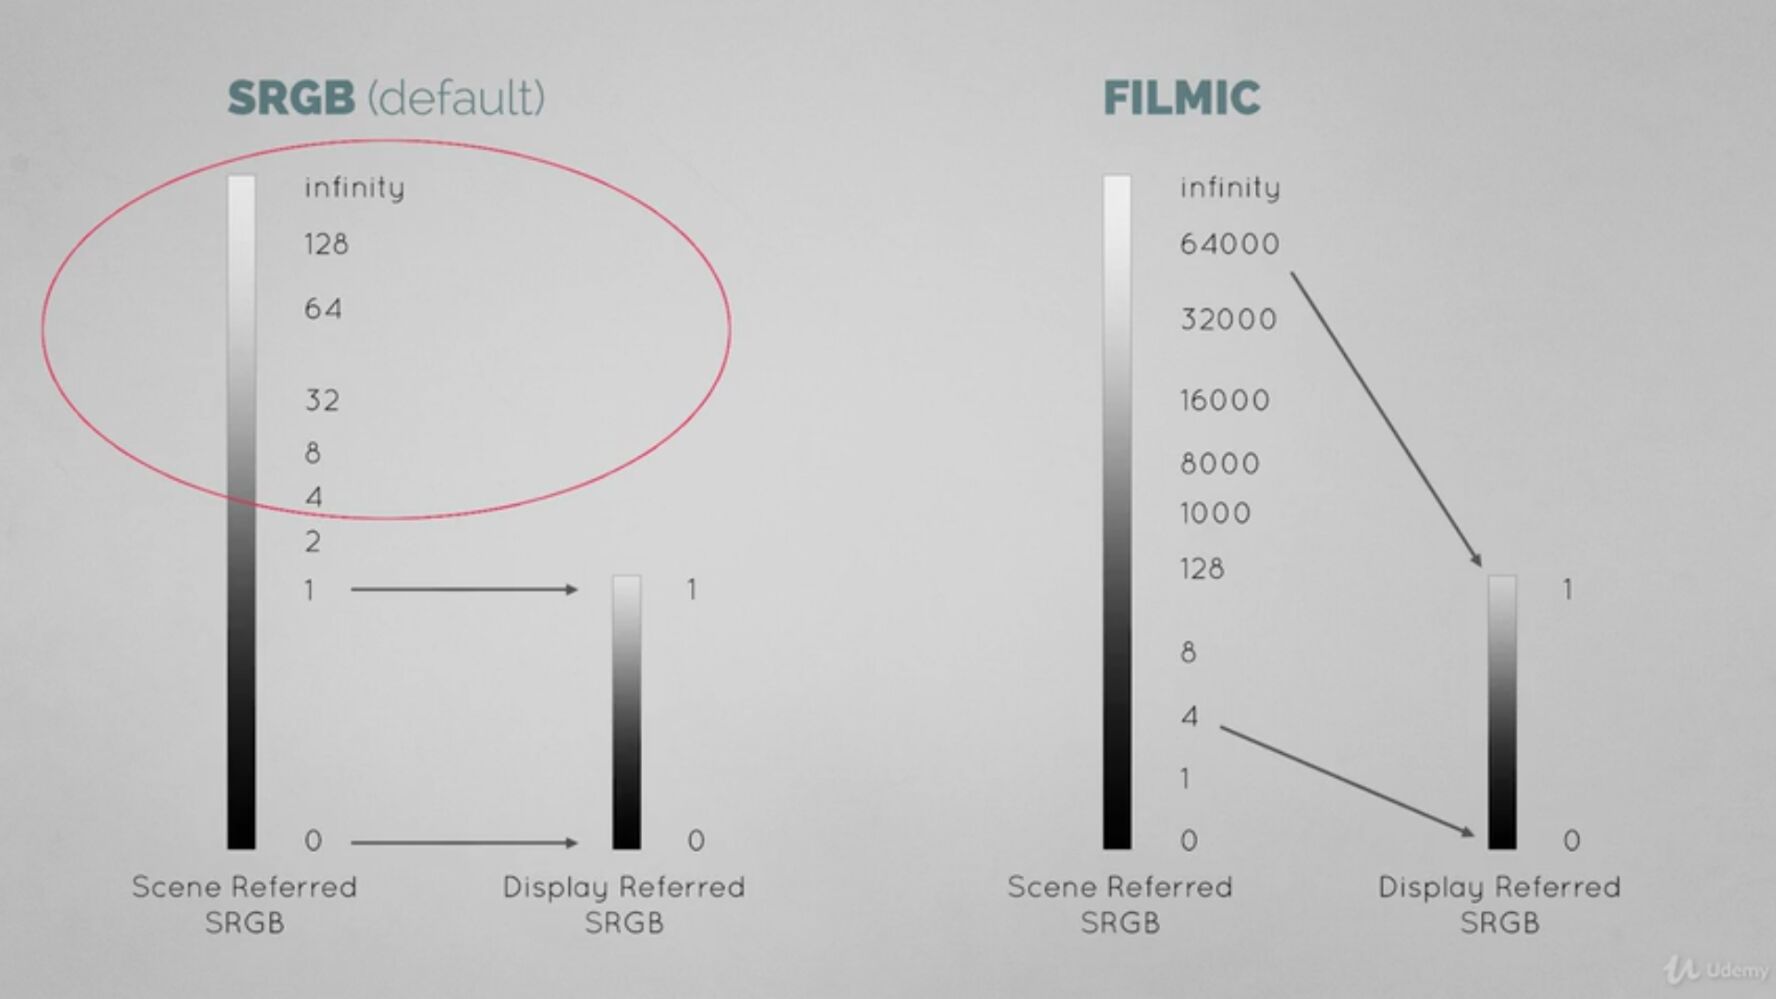 SRGB (default)
infinity
128
64
32
8
4
2
1
0
1
0
Scene Referred
SRGB
Display Referred
SRGB
FILMIC
infinity
64000
32000
16000
8000
1000
128
8
4
1
0
1
0
Scene Referred
SRGB
Display Referred
SRGB
Udemy